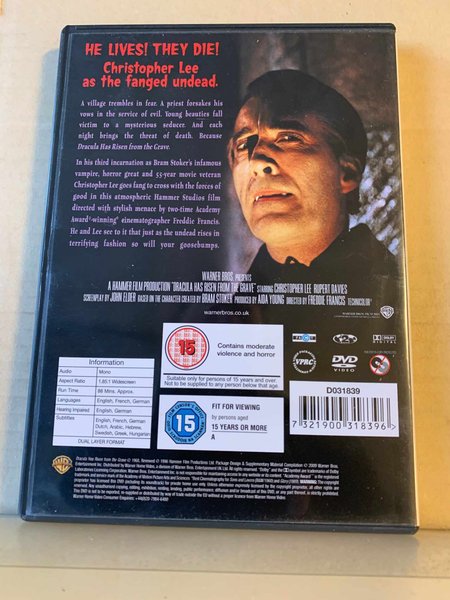 HE LIVES! THEY DIE!
Christopher Lee
as the fanged undead.
A village trembles in fear. A priest forsakes his
vows in the service of evil. Young beauties fall
victim to a mysterious seducer. And each
night brings the threat of death. Because
Dracula Has Risen from the Grave.
In his third incarnation as Bram Stoker's infamous
vampire, horror great and 55-year movie veteran
Christopher Lee goes fang to cross with the forces of
good in this atmospheric Hammer Studios film
directed with stylish menace by two-time Academy
Award®-winning* cinematographer Freddie Francis.
He and Lee see to it that just as the undead rises in
terrifying fashion so will your goosebumps.
WARNER BROS. PRESENTS
A HAMMER FILM PRODUCTION "DRACULA HAS RISEN FROM THE GRAVE" STARRING CHRISTOPHER LEE RUPERT DAVIES
SCREENPLAY BY JOHN ELDER BASED ON THE CHARACTER CREATED BY BRAM STOKER PRODUCED BY AIDA YOUNG DIRECTED BY FREDDIE FRANCIS TECHNICOLOR®
warnerbros.co.uk
15
Contains moderate
violence and horror
Suitable only for persons of 15 years and over.
Not to be supplied to any person below that age.
15
FIT FOR VIEWING
by persons aged
15 YEARS OR MORE
A
PAL
2
DOLBY
VPRC
DVD
VIDEO
D031839
7 321900 318396 >
Information
Audio Mono
Aspect Ratio 1.85:1 Widescreen
Run Time 88 Mins. Approx.
Languages English, French, German
Hearing Impaired English, German
Subtitles English, French, German
Dutch, Arabic, Hebrew,
Swedish, Greek, Hungarian
DUAL LAYER FORMAT